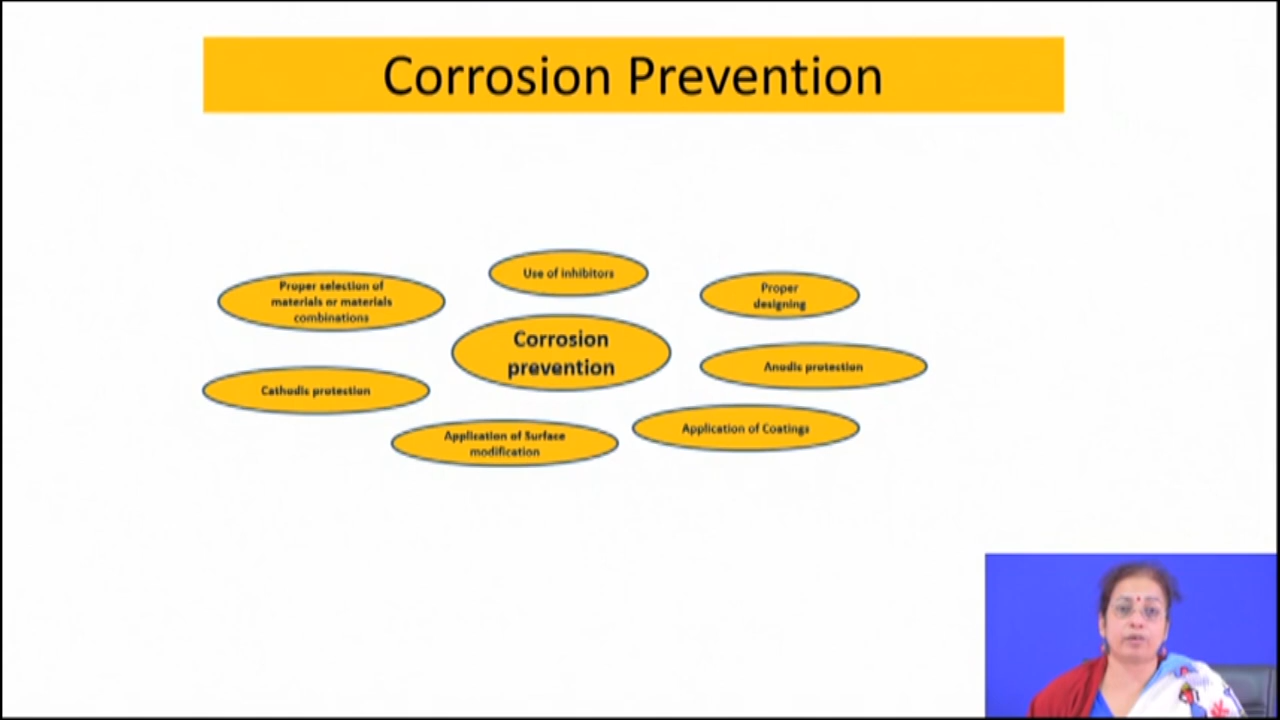 Corrosion Prevention
Use of inhibitors
Proper selection of
materials or materials
combinations
Proper
designing
Corrosion
prevention
Anodic protection
Cathodic protection
Application of Coatings
Application of Surface
modification